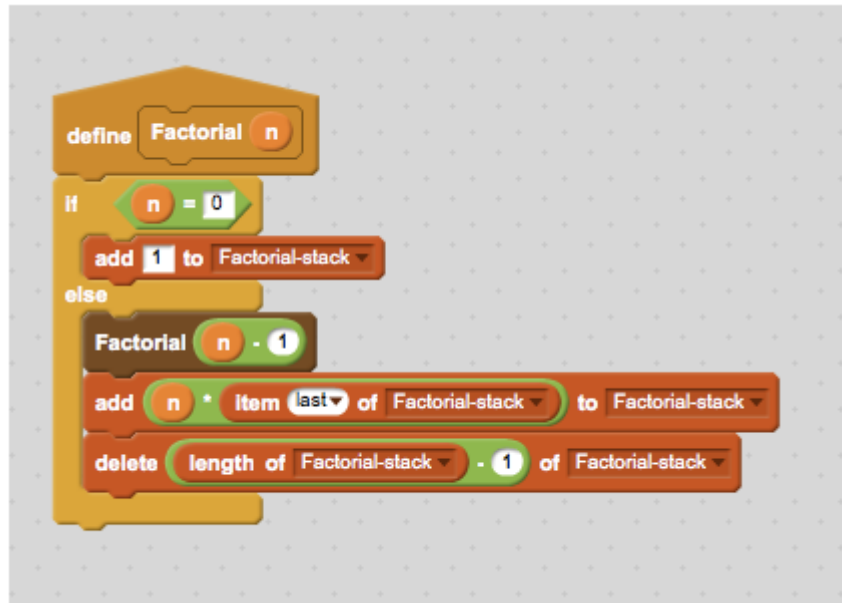 define Factorial n
if n = 0
add 1 to Factorial-stack
else
Factorial n - 1
add n * item last of Factorial-stack to Factorial-stack
delete length of Factorial-stack - 1 of Factorial-stack